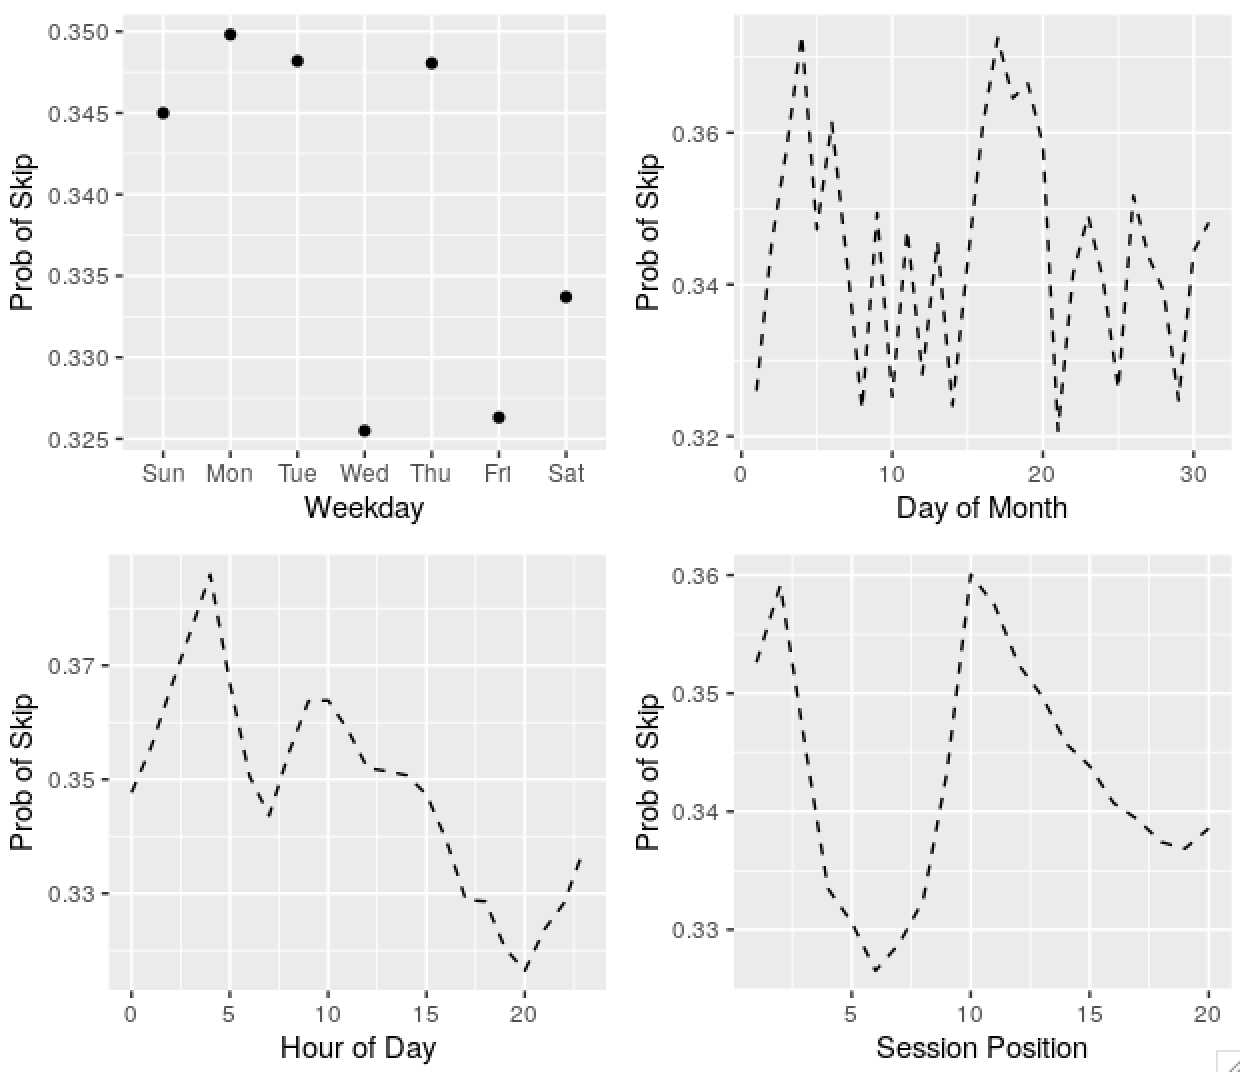 0.350
0.345
0.340
0.335
0.330
0.325
Prob of Skip
Sun Mon Tue Wed Thu Fri Sat
Weekday
0.36
0.34
0.32
Prob of Skip
0 10 20 30
Day of Month
0.37
0.35
0.33
Prob of Skip
0 5 10 15 20
Hour of Day
0.36
0.35
0.34
0.33
Prob of Skip
5 10 15 20
Session Position